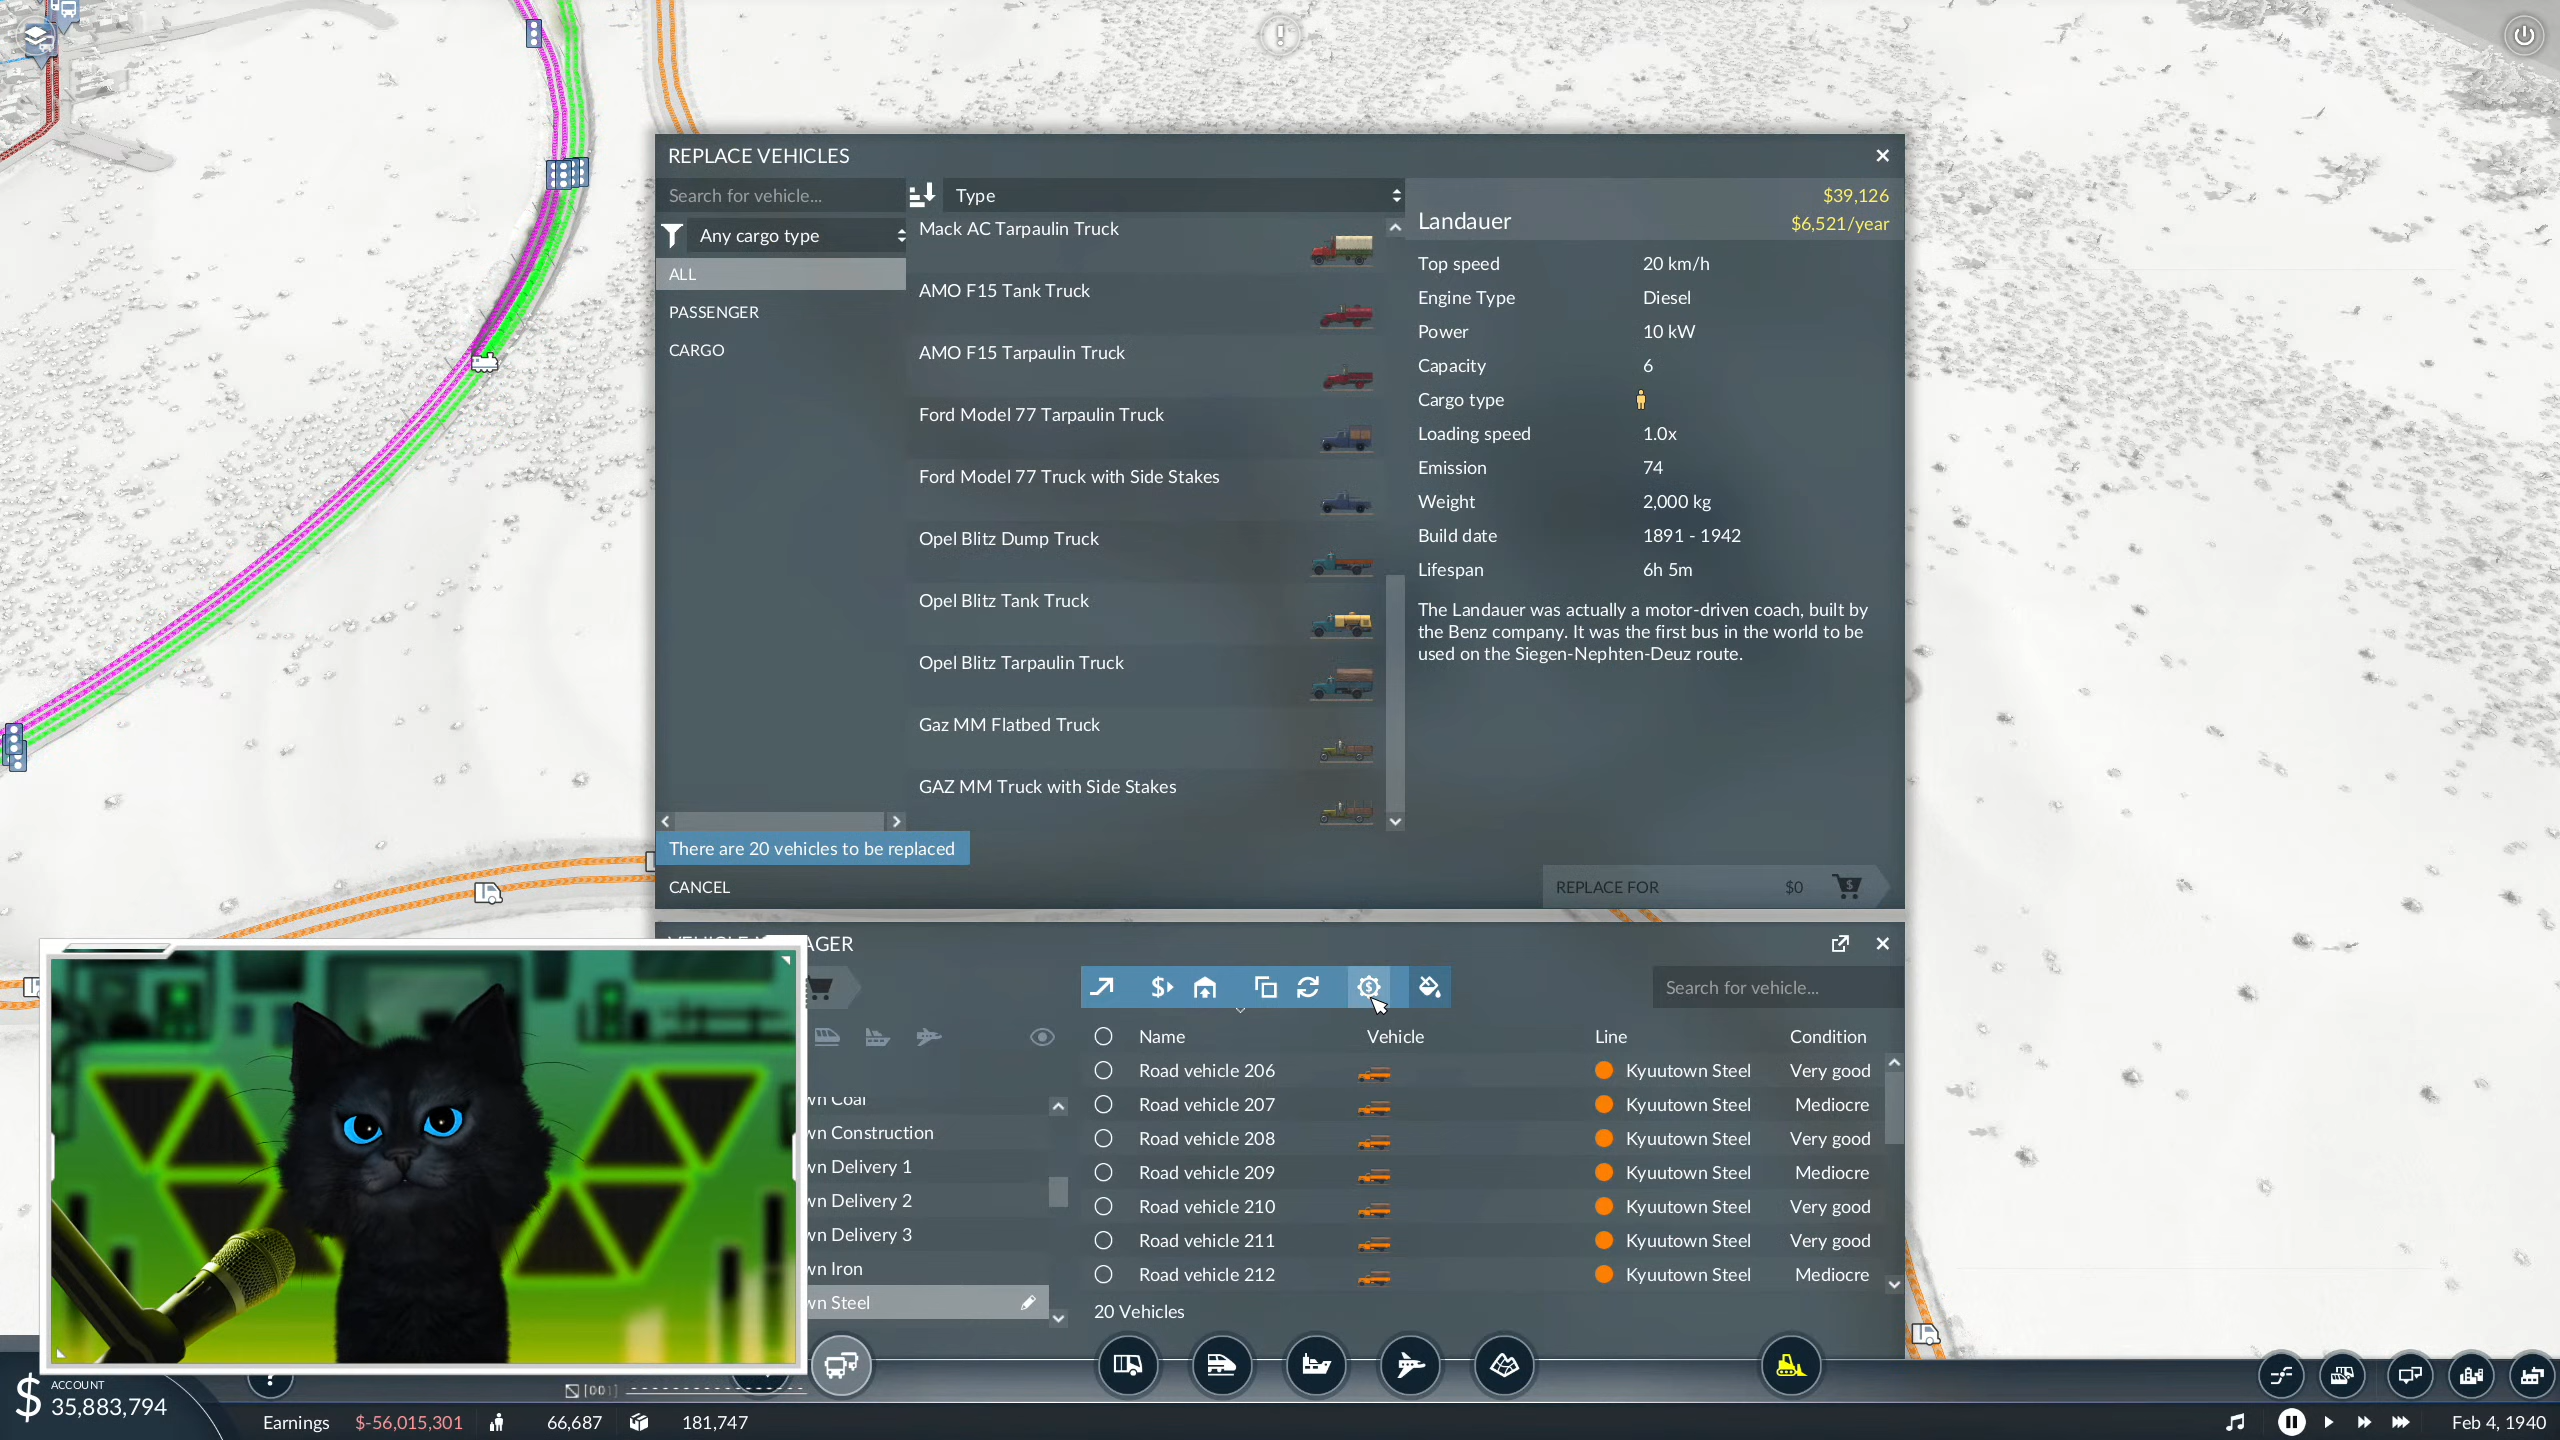 REPLACE VEHICLES
Search for vehicle...
Type
Any cargo type
ALL
PASSENGER
CARGO
Mack AC Tarpaulin Truck
AMO F15 Tank Truck
AMO F15 Tarpaulin Truck
Ford Model 77 Tarpaulin Truck
Ford Model 77 Truck with Side Stakes
Opel Blitz Dump Truck
Opel Blitz Tank Truck
Opel Blitz Tarpaulin Truck
Gaz MM Flatbed Truck
GAZ MM Truck with Side Stakes
Landauer
$39,126
$6,521/year
Top speed 20 km/h
Engine Type Diesel
Power 10 kW
Capacity 6
Cargo type
Loading speed 1.0x
Emission 74
Weight 2,000 kg
Build date 1891 - 1942
Lifespan 6h 5m
The Landauer was actually a motor-driven coach, built by
the Benz company. It was the first bus in the world to be
used on the Siegen-Nephten-Deuz route.
There are 20 vehicles to be replaced
CANCEL
REPLACE FOR $0
AGER
Search for vehicle...
wn Coal
wn Construction
wn Delivery 1
wn Delivery 2
wn Delivery 3
wn Iron
wn Steel
Name Vehicle Line Condition
Road vehicle 206 Kyuutown Steel Very good
Road vehicle 207 Kyuutown Steel Mediocre
Road vehicle 208 Kyuutown Steel Very good
Road vehicle 209 Kyuutown Steel Mediocre
Road vehicle 210 Kyuutown Steel Very good
Road vehicle 211 Kyuutown Steel Very good
Road vehicle 212 Kyuutown Steel Mediocre
20 Vehicles
[001]
$ ACCOUNT
35,883,794
Earnings $-56,015,301 66,687 181,747
Feb 4, 1940